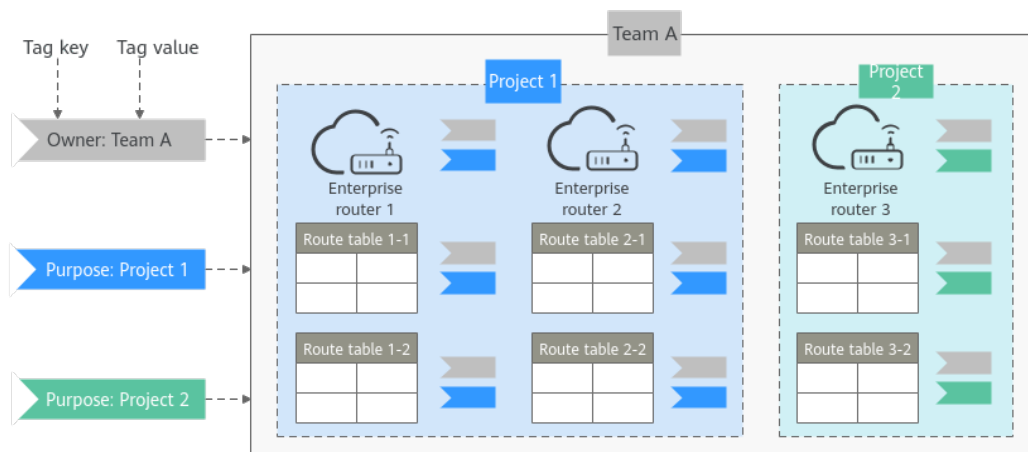 Team A
Tag key
Tag value
Owner: Team A
Purpose: Project 1
Purpose: Project 2
Project 1
Enterprise
router 1
Enterprise
router 2
Route table 1-1
Route table 2-1
Route table 1-2
Route table 2-2
Project
2
Enterprise
router 3
Route table 3-1
Route table 3-2